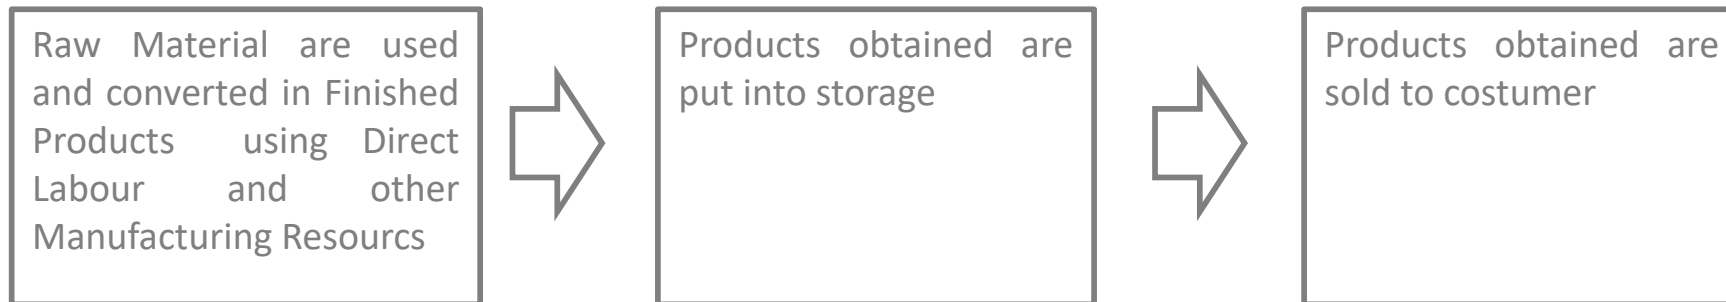 Raw Material are used
and converted in Finished
Products using Direct
Labour and other
Manufacturing Resourcs
Products obtained are
put into storage
Products obtained are
sold to costumer